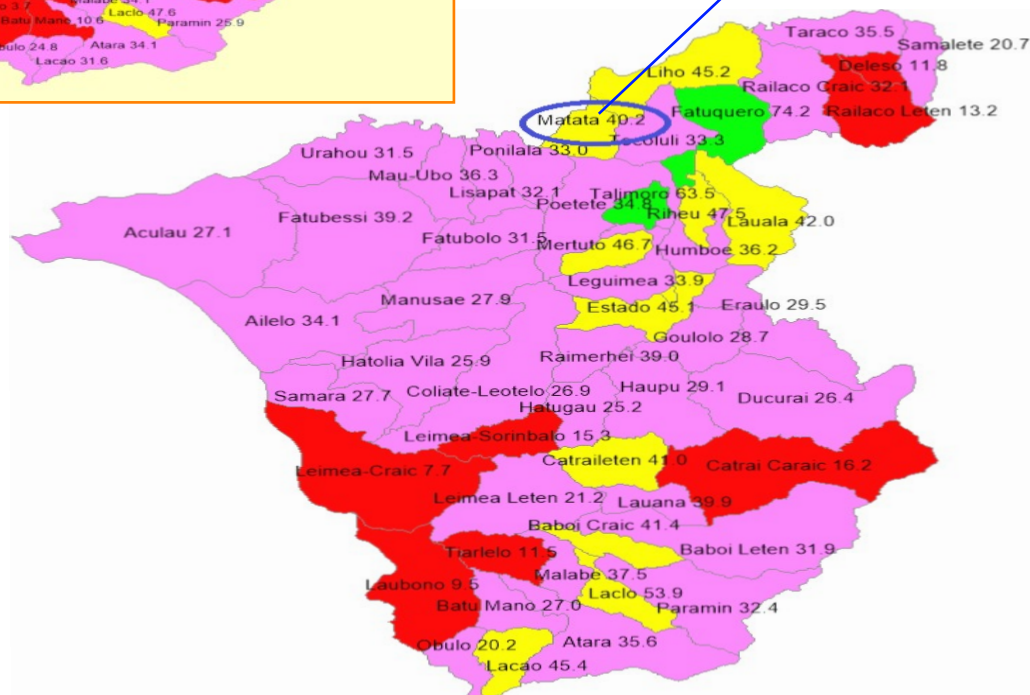 Malabe 34.1
Laclo 47.6
Batu Mano 10.6
Paramin 25.9
Atara 34.1
Lacao 31.6
Taraco 35.5
Samalete 20.7
Deleso 11.8
Liho 45.2
Railaco Craic 32.1
Fatuquero 74.2
Railaco Leten 13.2
Matata 40.2
Tocoluli 33.3
Ponilala 33.0
Urahou 31.5
Mau-Ubo 36.3
Lisapat 32.1
Talimoro 63.5
Poetete 34.8
Riheu 47.5
Fatubessi 39.2
Lauala 42.0
Aculau 27.1
Fatubolo 31.5
Mertuto 46.7
Humboe 36.2
Leguimea 33.9
Manusae 27.9
Estado 45.1
Eraulo 29.5
Ailelo 34.1
Goulolo 28.7
Hatolia Vila 25.9
Raimerhei 39.0
Samara 27.7
Coliate-Leotelo 26.9
Haupu 29.1
Ducurai 26.4
Hatugau 25.2
Leimea-Sorinbalo 15.3
Leimea-Craic 7.7
Catraileten 41.0
Catrai Caraic 16.2
Leimea Leten 21.2
Lauana 39.9
Baboi Craic 41.4
Baboi Leten 31.9
Tiarlelo 11.5
Malabe 37.5
Laubono 9.5
Laclo 53.9
Batu Mano 27.0
Paramin 32.4
Obulo 20.2
Atara 35.6
Lacao 45.4